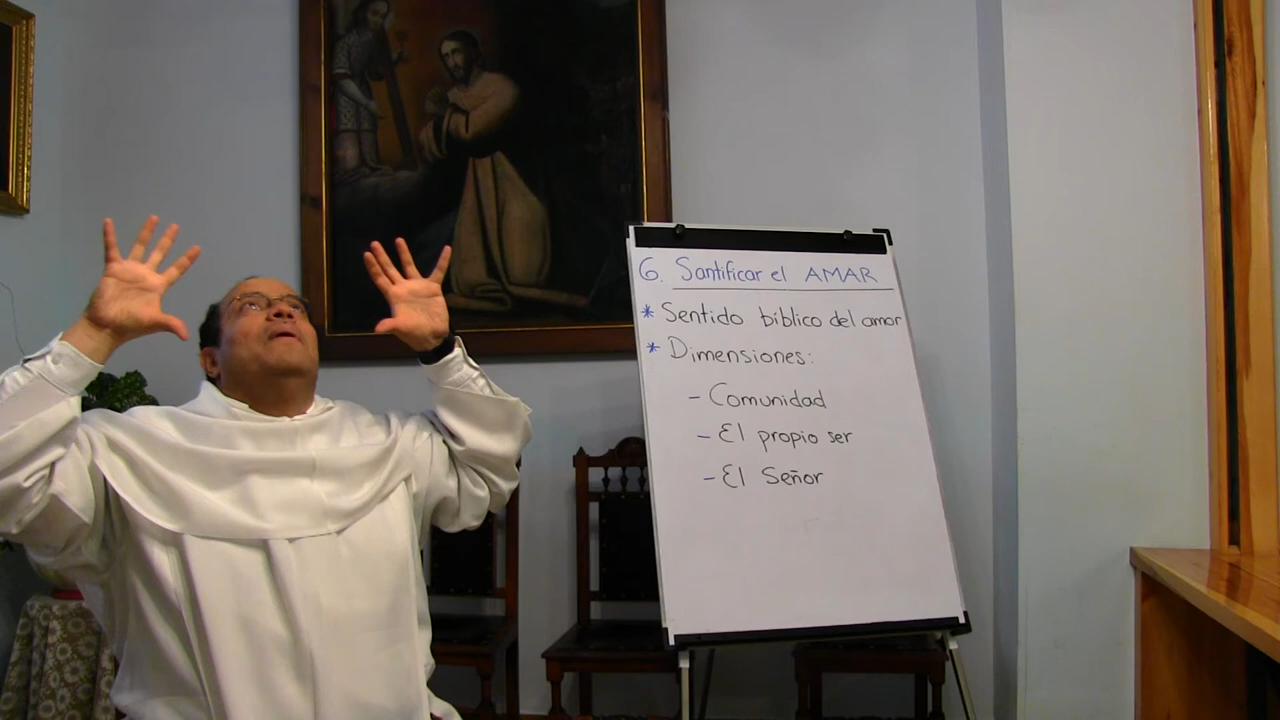 6. Santificar el AMAR
* Sentido bíblico del amor
* Dimensiones:
- Comunidad
- El propio ser
- El Señor